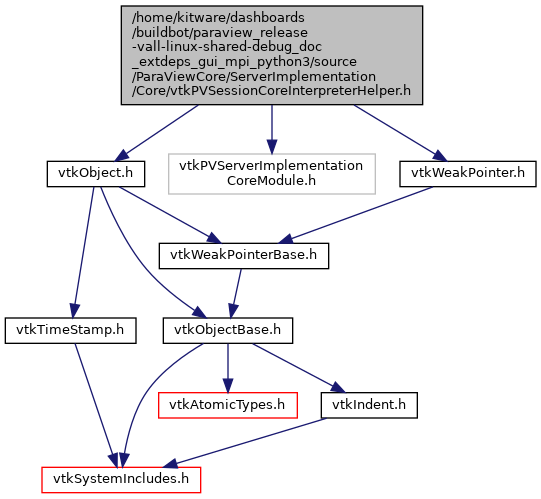 /home/kitware/dashboards
/buildbot/paraview_release
-vall-linux-shared-debug_doc
_extdeps_gui_mpi_python3/source
/ParaViewCore/ServerImplementation
/Core/vtkPVSessionCoreInterpreterHelper.h
vtkObject.h
vtkPVServerImplementation
CoreModule.h
vtkWeakPointer.h
vtkWeakPointerBase.h
vtkTimeStamp.h
vtkObjectBase.h
vtkAtomicTypes.h
vtkIndent.h
vtkSystemIncludes.h